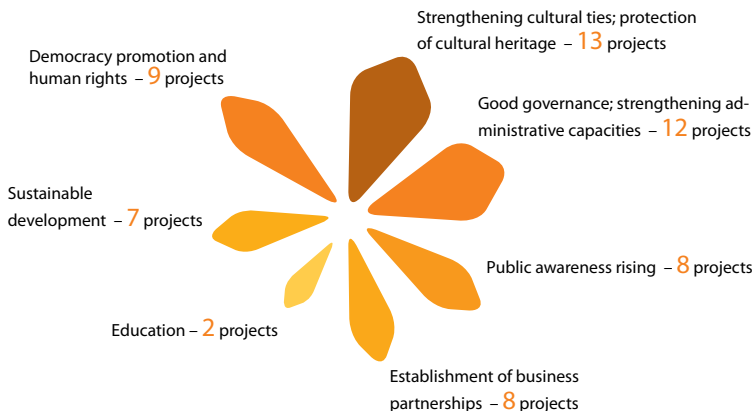 Strengthening cultural ties; protection
of cultural heritage – 13 projects
Democracy promotion and
human rights – 9 projects
Good governance; strengthening ad-
ministrative capacities – 12 projects
Sustainable
development – 7 projects
Public awareness rising – 8 projects
Education – 2 projects
Establishment of business
partnerships – 8 projects